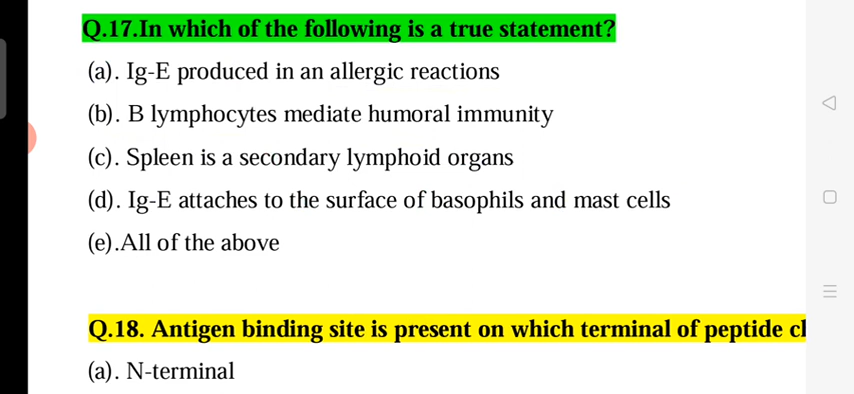 Q.17.In which of the following is a true statement?
(a). Ig-E produced in an allergic reactions
(b). B lymphocytes mediate humoral immunity
(c). Spleen is a secondary lymphoid organs
(d). Ig-E attaches to the surface of basophils and mast cells
(e).All of the above
Q.18. Antigen binding site is present on which terminal of peptide
(a). N-terminal